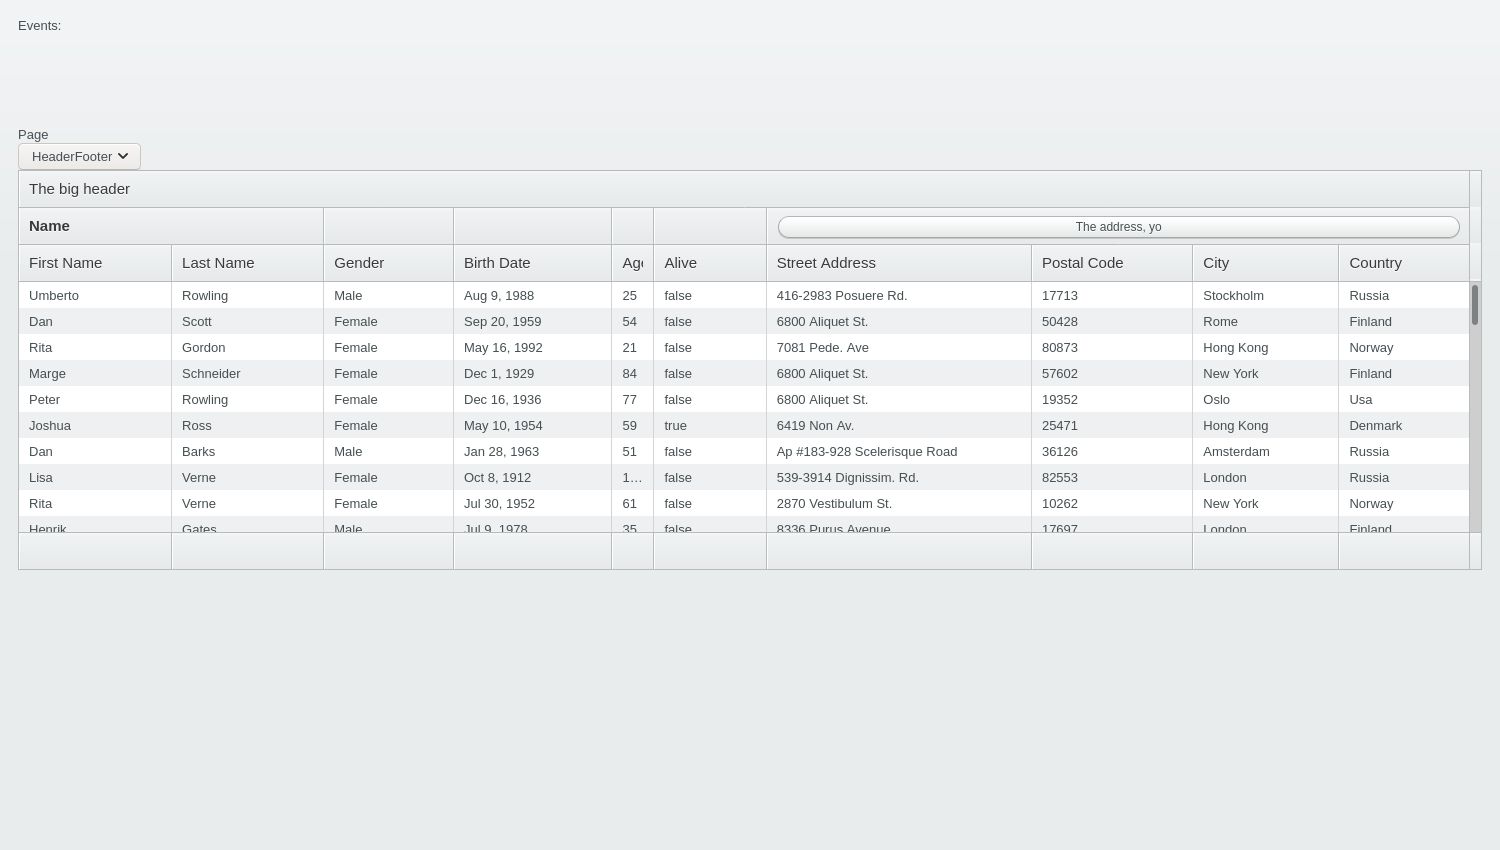 Events:
Page
HeaderFooter
The big header
Name The address, yo
First Name Last Name Gender Birth Date Age Alive Street Address Postal Code City Country
Umberto Rowling Male Aug 9, 1988 25 false 416-2983 Posuere Rd. 17713 Stockholm Russia
Dan Scott Female Sep 20, 1959 54 false 6800 Aliquet St. 50428 Rome Finland
Rita Gordon Female May 16, 1992 21 false 7081 Pede. Ave 80873 Hong Kong Norway
Marge Schneider Female Dec 1, 1929 84 false 6800 Aliquet St. 57602 New York Finland
Peter Rowling Female Dec 16, 1936 77 false 6800 Aliquet St. 19352 Oslo Usa
Joshua Ross Female May 10, 1954 59 true 6419 Non Av. 25471 Hong Kong Denmark
Dan Barks Male Jan 28, 1963 51 false Ap #183-928 Scelerisque Road 36126 Amsterdam Russia
Lisa Verne Female Oct 8, 1912 1… false 539-3914 Dignissim. Rd. 82553 London Russia
Rita Verne Female Jul 30, 1952 61 false 2870 Vestibulum St. 10262 New York Norway
Henrik Gates Male Jul 9, 1978 35 false 8336 Purus Avenue 17697 London Finland